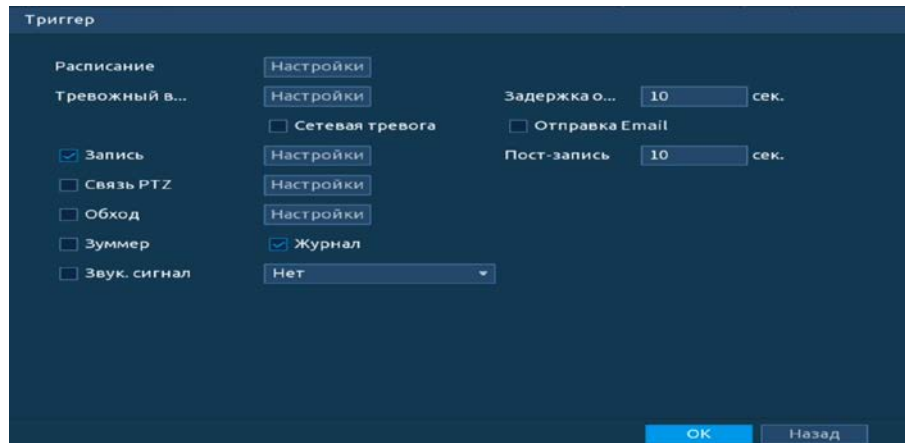 Триггер
Расписание Настройки
Тревожный в... Настройки Задержка о... 10 сек.
Сетевая тревога Отправка Email
Запись Настройки Пост-запись 10 сек.
Связь PTZ Настройки
Обход Настройки
Зуммер Журнал
Звук. сигнал Нет
OK Назад